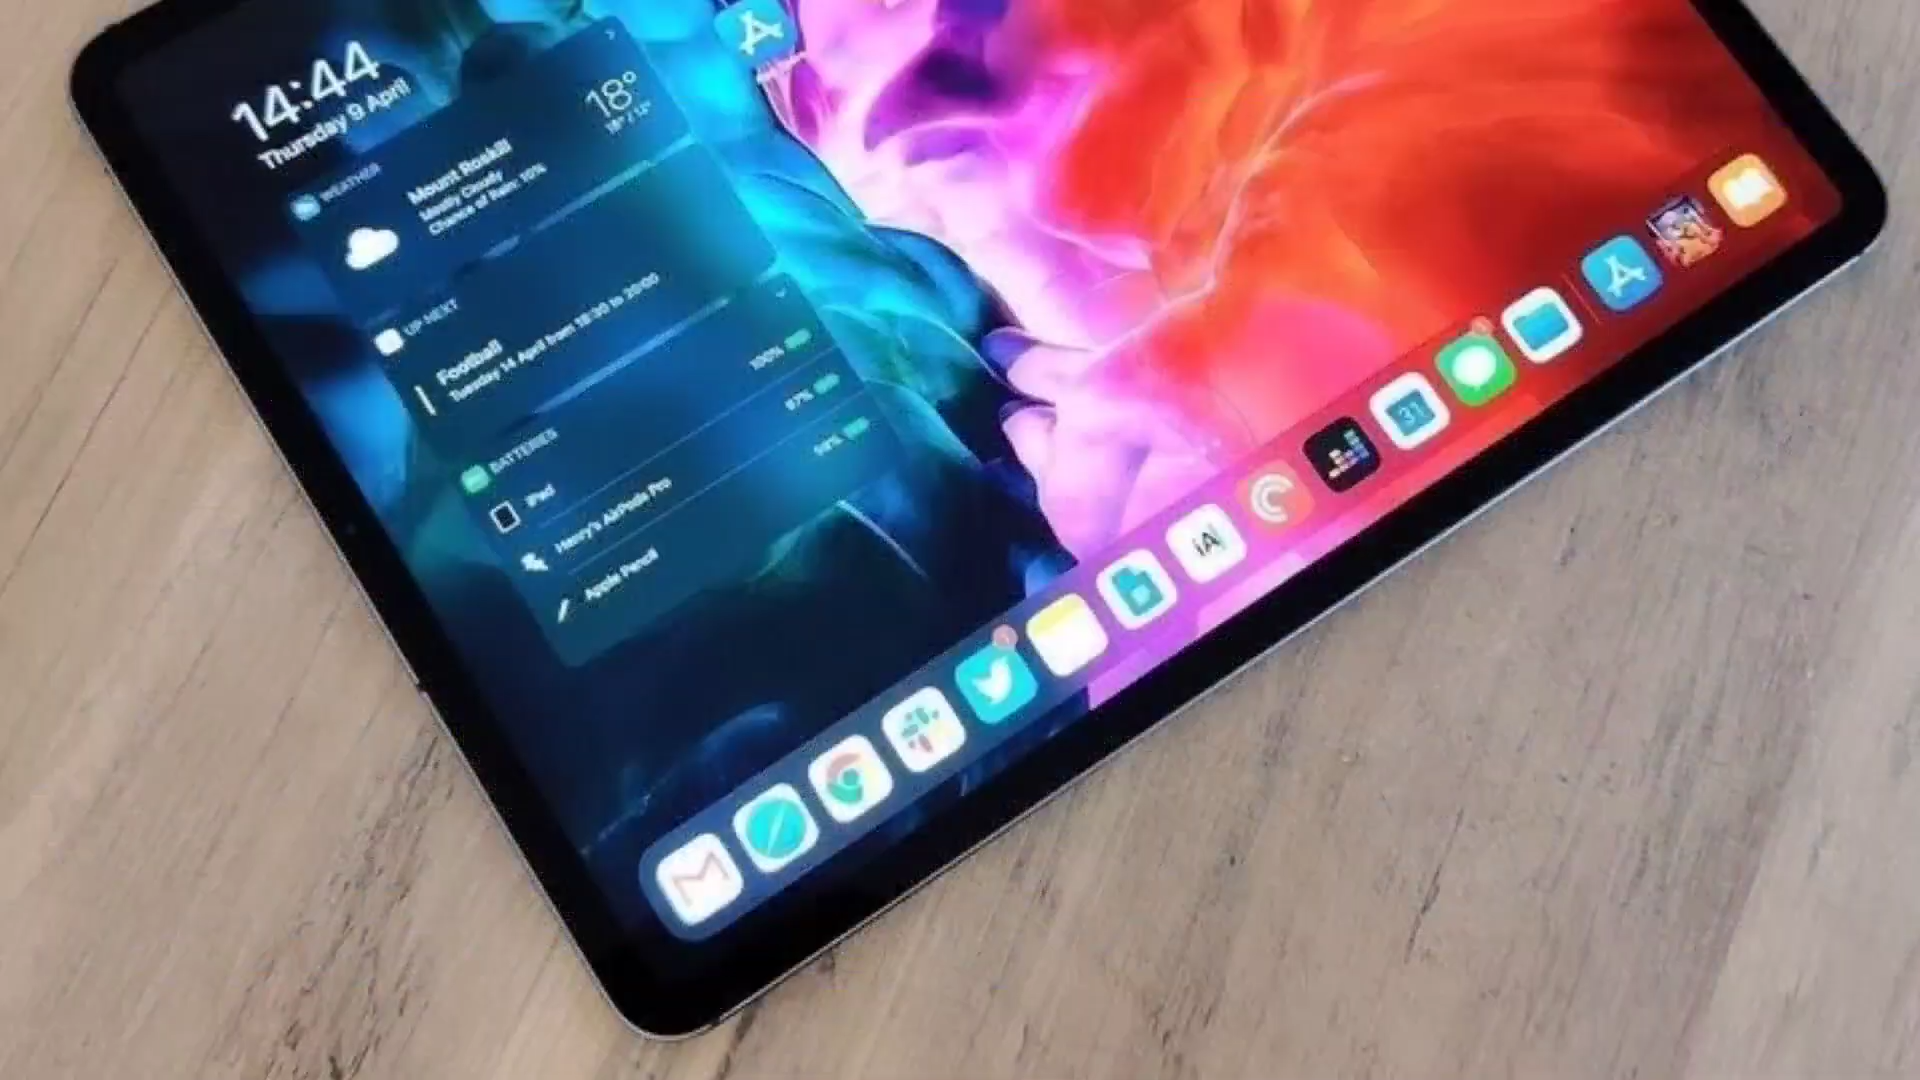 14:44
Thursday 9 April
WEATHER
18°
Mount Roskill
Mostly Cloudy
Chance of Rain: 10%
UP NEXT
Football
Tuesday 14 April from 18:30 to 20:00
BATTERIES
iPad
100%
Henry's AirPods Pro
Apple Pencil
iA
31